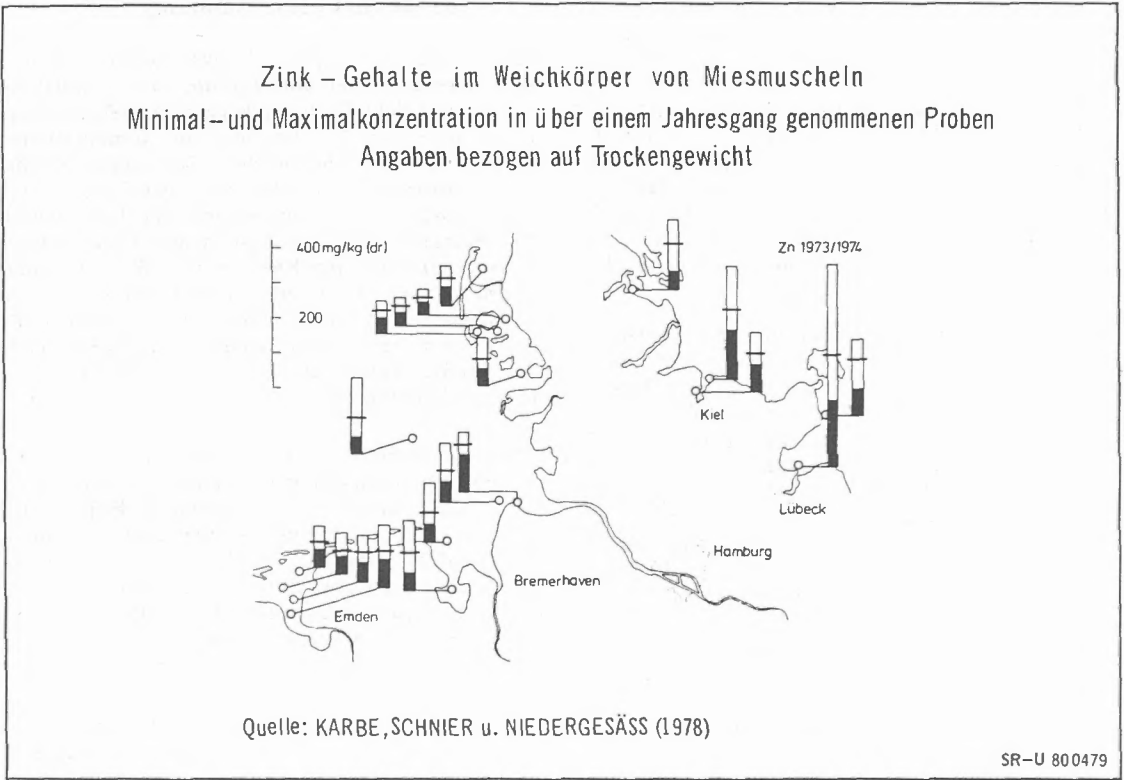 Zink – Gehalte im Weichkörper von Miesmuscheln
Minimal – und Maximalkonzentration in über einem Jahresgang genommenen Proben
Angaben bezogen auf Trockengewicht
400 mg/kg (dr)
Zn 1973/1974
200
Kiel
Lübeck
Hamburg
Bremerhaven
Emden
Quelle: KARBE, SCHNIER u. NIEDERGESÄSS (1978)
SR–U 800479